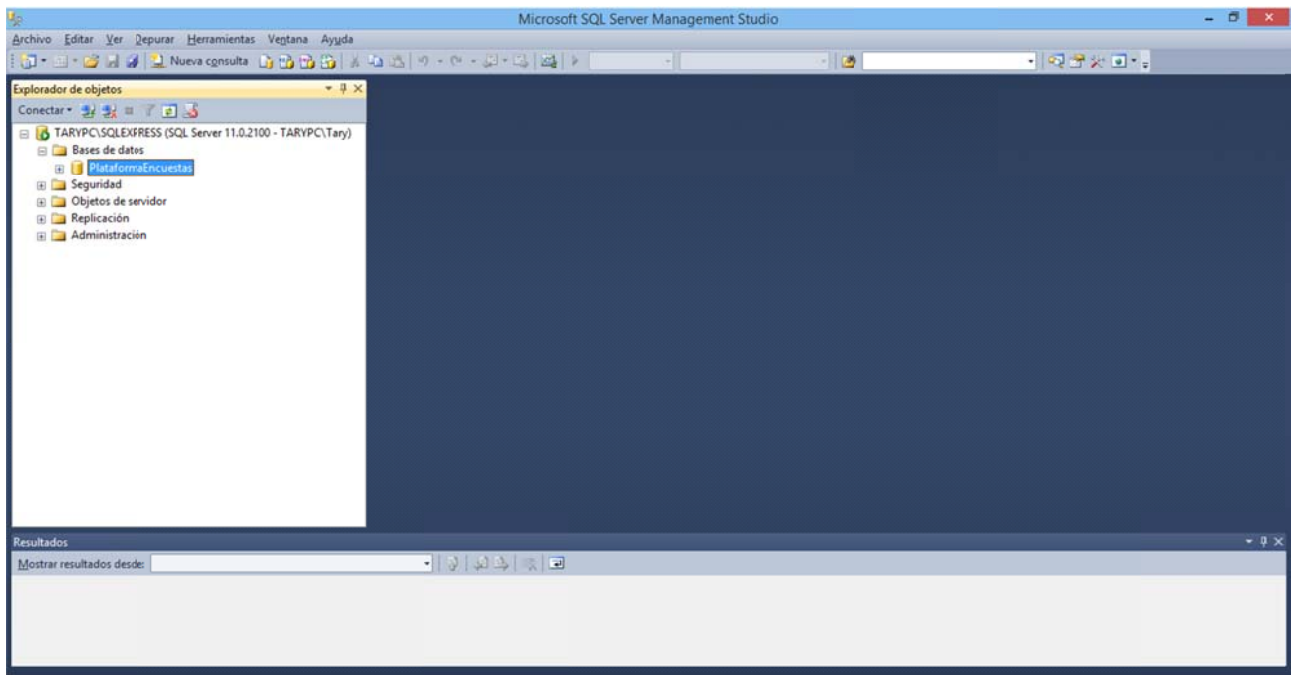 Microsoft SQL Server Management Studio
Archivo Editar Ver Depurar Herramientas Ventana Ayuda
Nueva consulta
Explorador de objetos
Conectar
TARYPC\SQLEXPRESS (SQL Server 11.0.2100 - TARYPC\Tary)
Bases de datos
PlataformaEncuestas
Seguridad
Objetos de servidor
Replicación
Administración
Resultados
Mostrar resultados desde: